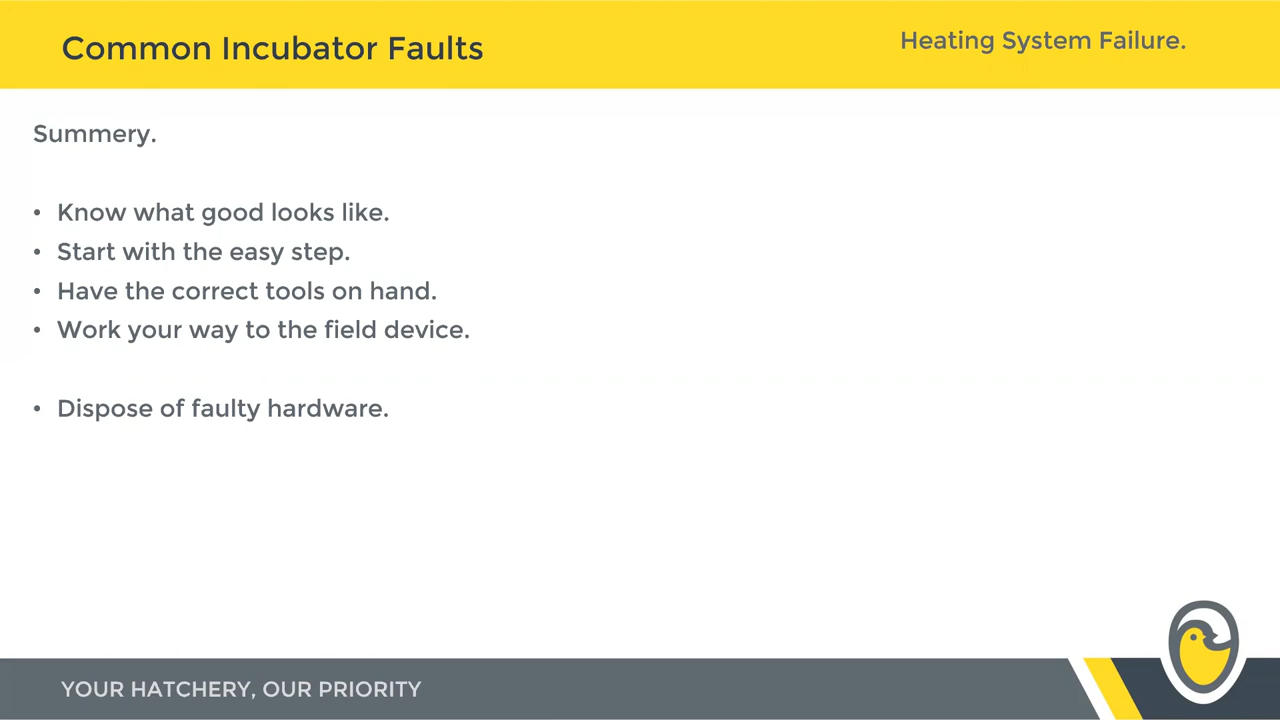 Common Incubator Faults
Heating System Failure.
Summery.
• Know what good looks like.
• Start with the easy step.
• Have the correct tools on hand.
• Work your way to the field device.
• Dispose of faulty hardware.
YOUR HATCHERY, OUR PRIORITY